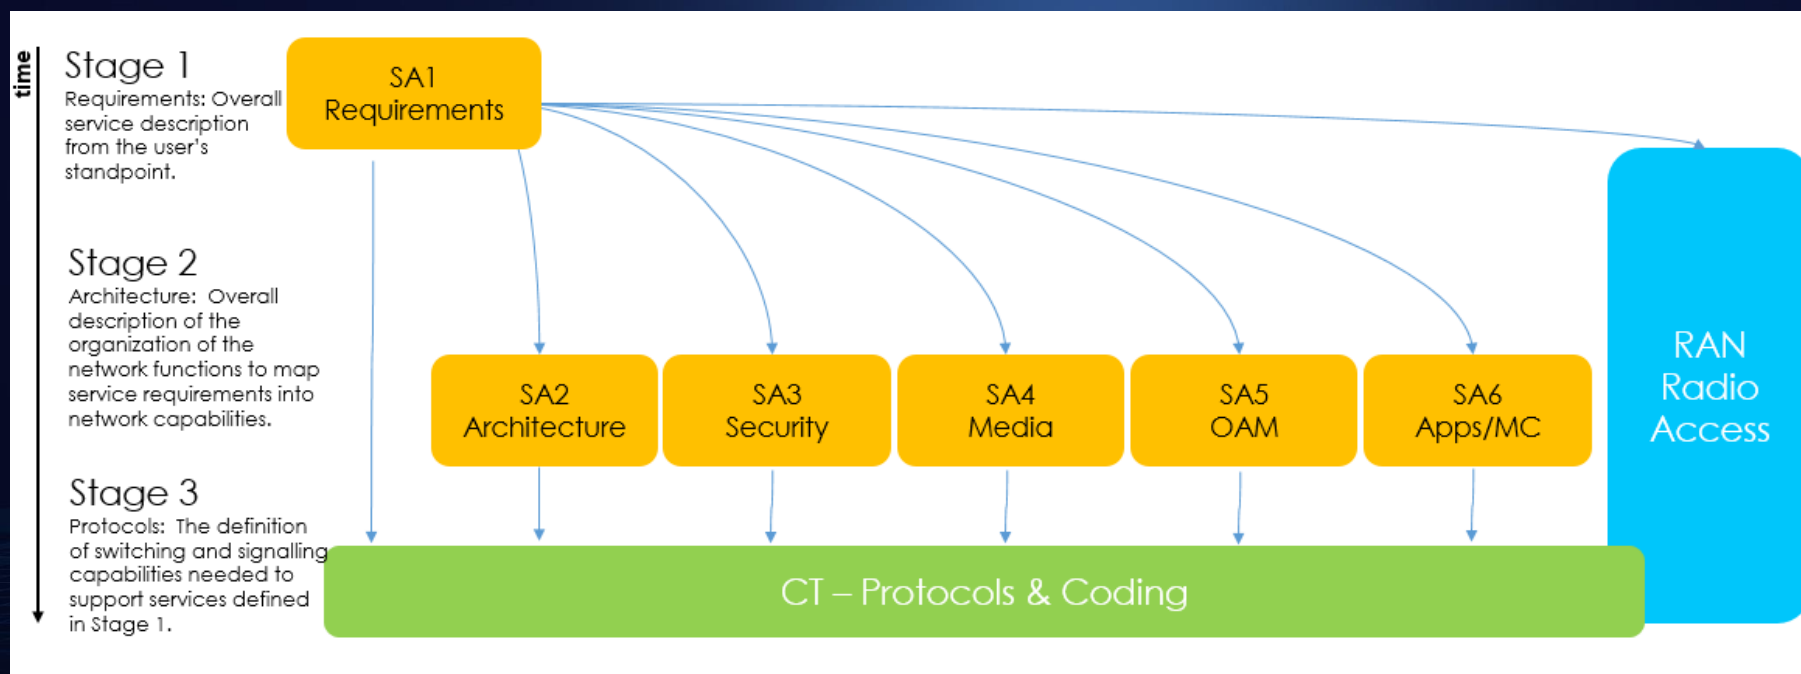 time
Stage 1
Requirements: Overall
service description
from the user's
standpoint.
SA1
Requirements
Stage 2
Architecture:  Overall
description of the
organization of the
network functions to map
service requirements into
network capabilities.
SA2
Architecture
SA3
Security
SA4
Media
SA5
OAM
SA6
Apps/MC
RAN
Radio
Access
Stage 3
Protocols:  The definition
of switching and signalling
capabilities needed to
support services defined
in Stage 1.
CT – Protocols & Coding